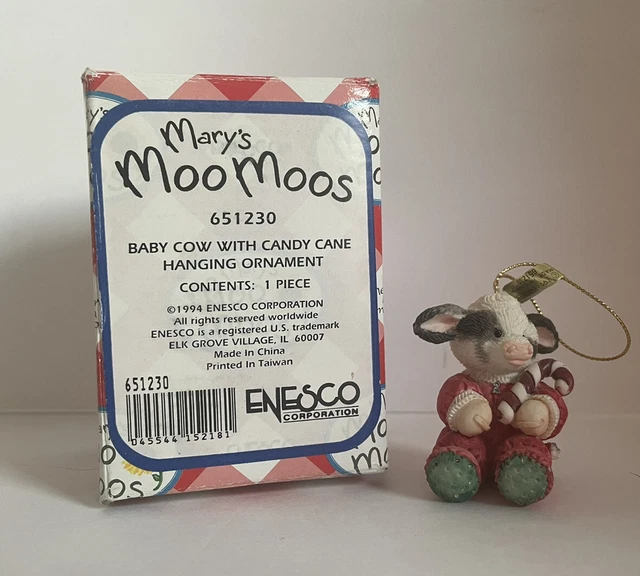 Mary's
Moo Moos
651230
BABY COW WITH CANDY CANE
HANGING ORNAMENT
CONTENTS: 1 PIECE
©1994 ENESCO CORPORATION
All rights reserved worldwide
ENESCO is a registered U.S. trademark
ELK GROVE VILLAGE, IL 60007
Made In China
Printed In Taiwan
651230
045544 152181
ENESCO
CORPORATION